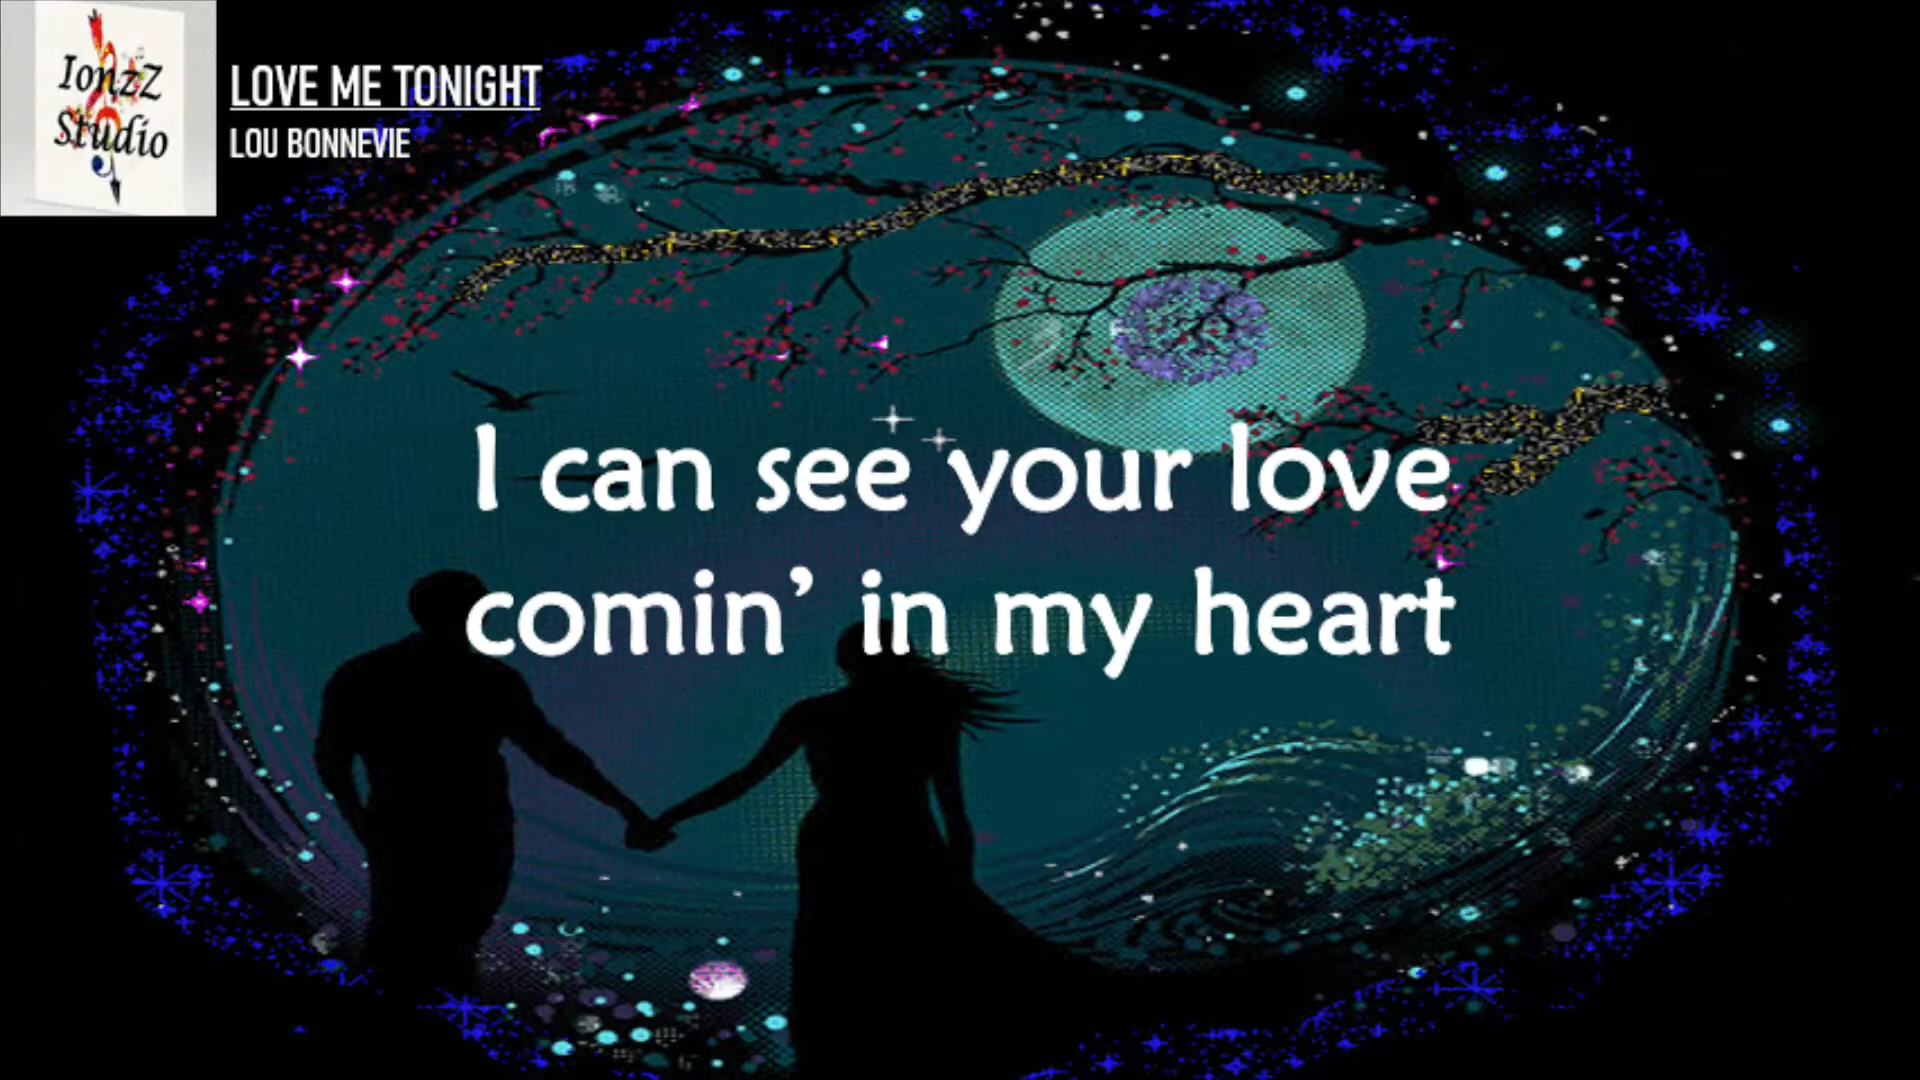 IonzZ
Studio
LOVE ME TONIGHT
LOU BONNEVIE
I can see your love
comin’ in my heart